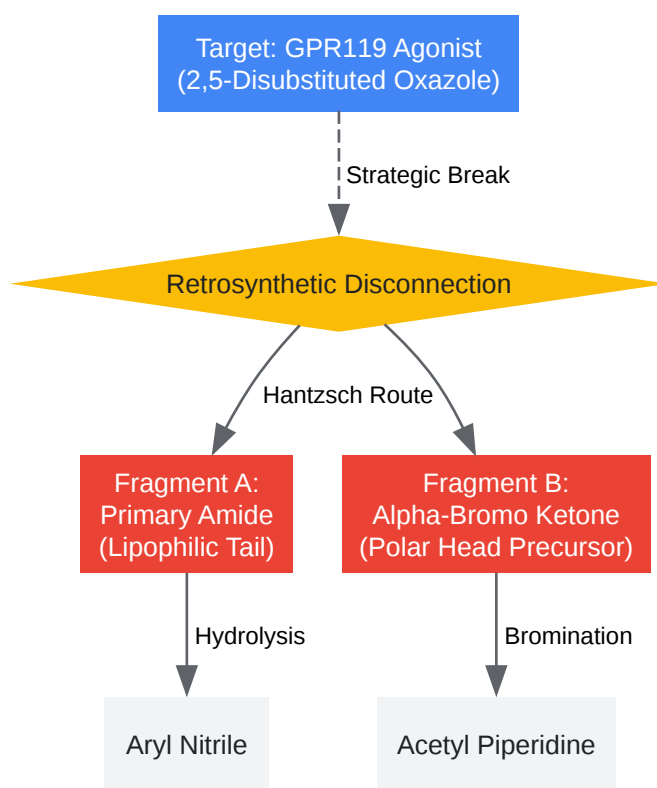 Target: GPR119 Agonist
(2,5-Disubstituted Oxazole)
Strategic Break
Retrosynthetic Disconnection
Hantzsch Route
Fragment A:
Primary Amide
(Lipophilic Tail)
Fragment B:
Alpha-Bromo Ketone
(Polar Head Precursor)
Hydrolysis
Bromination
Aryl Nitrile
Acetyl Piperidine